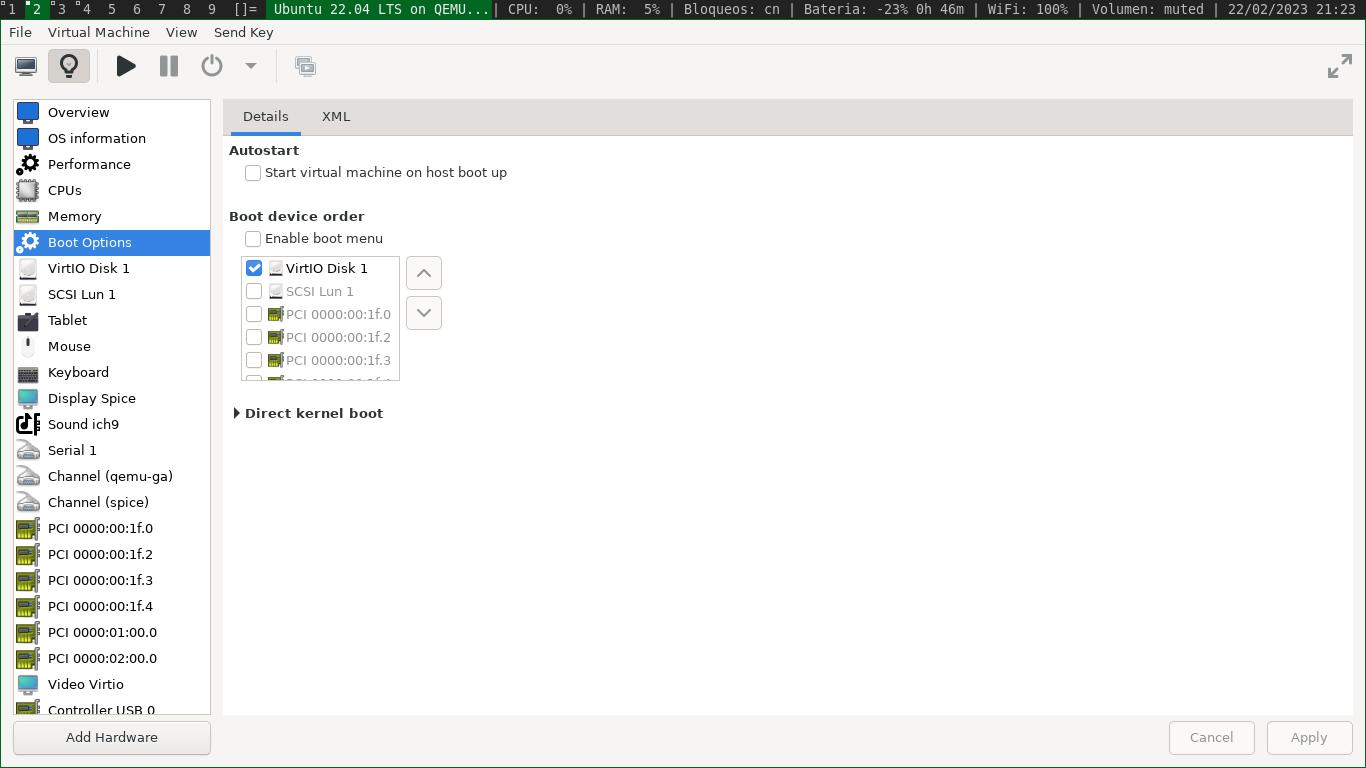 1 2 3 4 5 6 7 8 9 []= Ubuntu 22.04 LTS on QEMU...| CPU:  0% | RAM:  5% | Bloqueos: cn | Bateria: -23% 0h 46m | WiFi: 100% | Volumen: muted | 22/02/2023 21:23
File Virtual Machine View Send Key
Overview
OS information
Performance
CPUs
Memory
Boot Options
VirtIO Disk 1
SCSI Lun 1
Tablet
Mouse
Keyboard
Display Spice
Sound ich9
Serial 1
Channel (qemu-ga)
Channel (spice)
PCI 0000:00:1f.0
PCI 0000:00:1f.2
PCI 0000:00:1f.3
PCI 0000:00:1f.4
PCI 0000:01:00.0
PCI 0000:02:00.0
Video Virtio
Controller USB 0
Add Hardware
Details XML
Autostart
Start virtual machine on host boot up
Boot device order
Enable boot menu
VirtIO Disk 1
SCSI Lun 1
PCI 0000:00:1f.0
PCI 0000:00:1f.2
PCI 0000:00:1f.3
Direct kernel boot
Cancel Apply